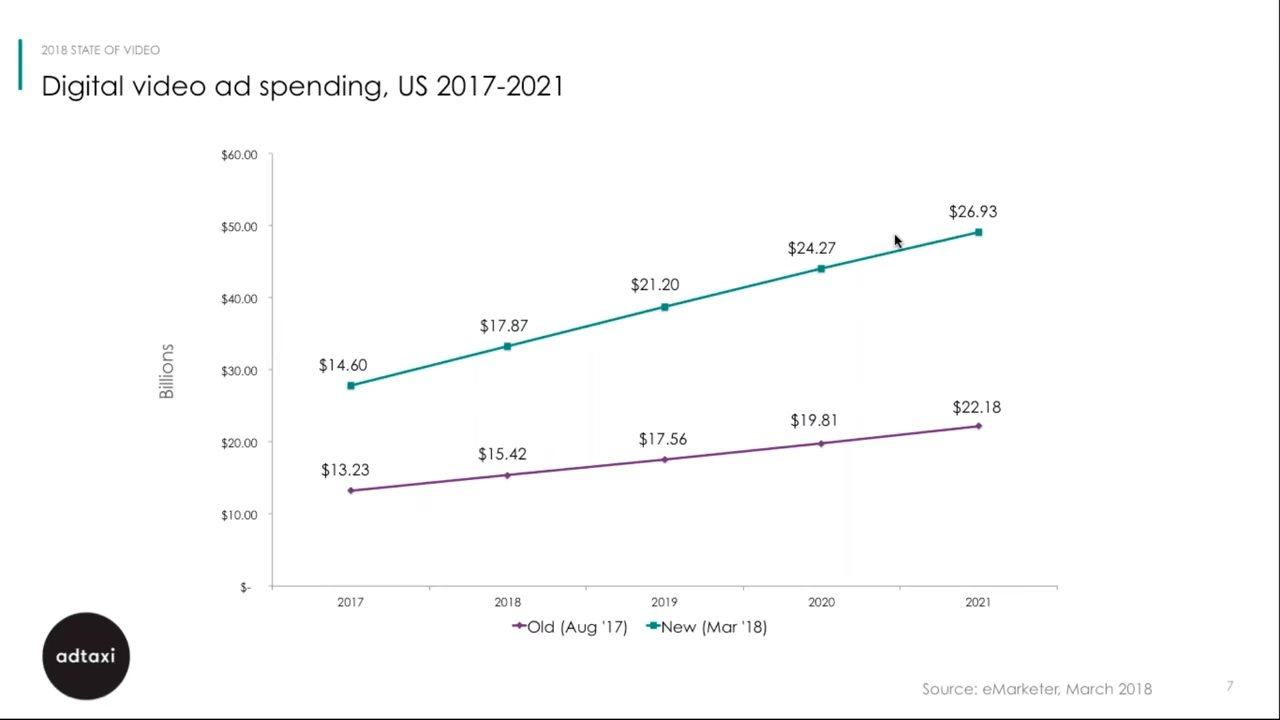 2018 STATE OF VIDEO
Digital video ad spending, US 2017-2021
Billions
$60.00
$50.00
$40.00
$30.00
$20.00
$10.00
$-
$14.60
$17.87
$21.20
$24.27
$26.93
$13.23
$15.42
$17.56
$19.81
$22.18
2017 2018 2019 2020 2021
Old (Aug '17) New (Mar '18)
adtaxi
Source: eMarketer, March 2018
7